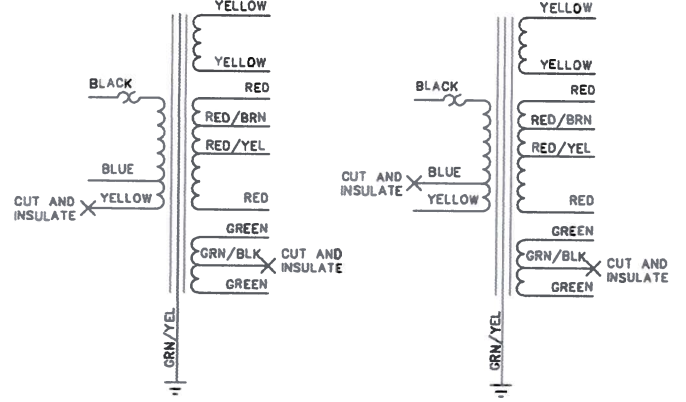 YELLOW
YELLOW
BLACK
RED
RED/BRN
RED/YEL
BLUE
YELLOW
CUT AND
INSULATE
RED
GREEN
GRN/BLK
CUT AND
INSULATE
GREEN
GRN/YEL
YELLOW
YELLOW
BLACK
RED
RED/BRN
RED/YEL
CUT AND
INSULATE
BLUE
YELLOW
RED
GREEN
GRN/BLK
CUT AND
INSULATE
GREEN
GRN/YEL